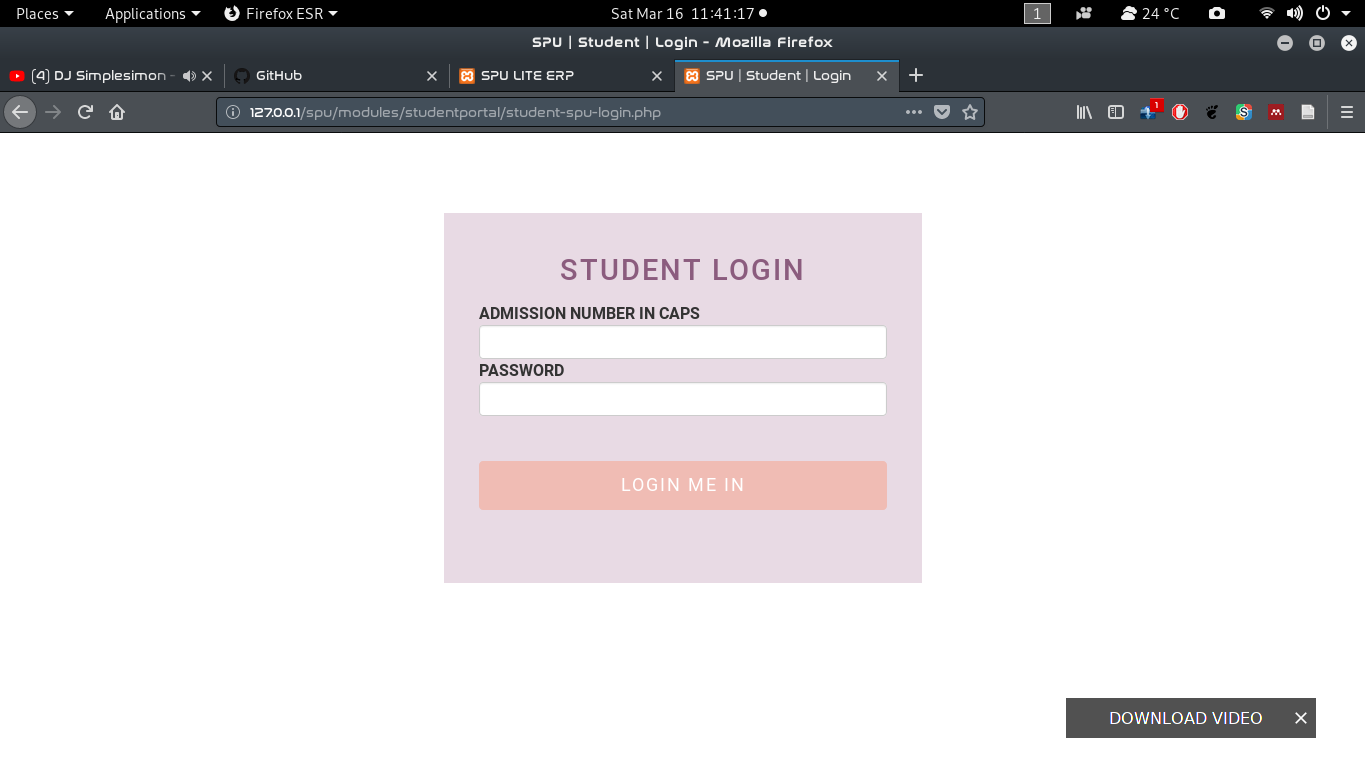 Places Applications Firefox ESR Sat Mar 16 11:41:17 1 24 °C
SPU | Student | Login - Mozilla Firefox
(4) DJ Simplesimon - GitHub SPU LITE ERP SPU | Student | Login
127.0.0.1/spu/modules/studentportal/student-spu-login.php 1
STUDENT LOGIN
ADMISSION NUMBER IN CAPS
PASSWORD
LOGIN ME IN
DOWNLOAD VIDEO